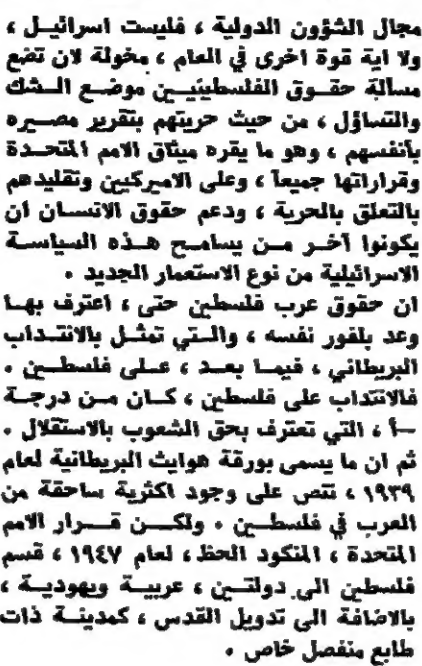 مجال الشؤون الدولية ، فليست اسرائيل ،
ولا اية قوة اخرى في العام ، مخولة لان تضع
مسألة حقوق الفلسطينيين موضع الشك
والتساؤل ، من حيث حريتهم بتقرير مصيره
بأنفسهم ، وهو ما يقره ميثاق الامم المتحدة
وقراراتها جميعاً ، وعلى الاميركيين وتقليدهم
بالتعلق بالحرية ، ودعم حقوق الانسان أن
يكونوا آخر من يسامح هذه السياسة
الاسرائيلية من نوع الاستعمار الجديد .
ان حقوق عرب فلسطين حتى ، اعترف بها
وعد بلفور نفسه ، والتي تمثل بالانتداب
البريطاني ، فيما بعد ، على فلسطين .
فالانتداب على فلسطين ، كان من درجة
–أ ، التي تعترف بحق الشعوب بالاستقلال .
ثم ان ما يسمى بورقة هوايث البريطانية لعام
١٩٣٩ ، تنص على وجود اكثرية ساحقة من
العرب في فلسطين . ولكن قرار الامم
المتحدة ، المنكود الحظ ، لعام ١٩٤٧ ، قسم
فلسطين الى دولتين ، عربية ويهودية ،
بالاضافة الى تدويل القدس ، كمدينة ذات
طابع منفصل خاص .